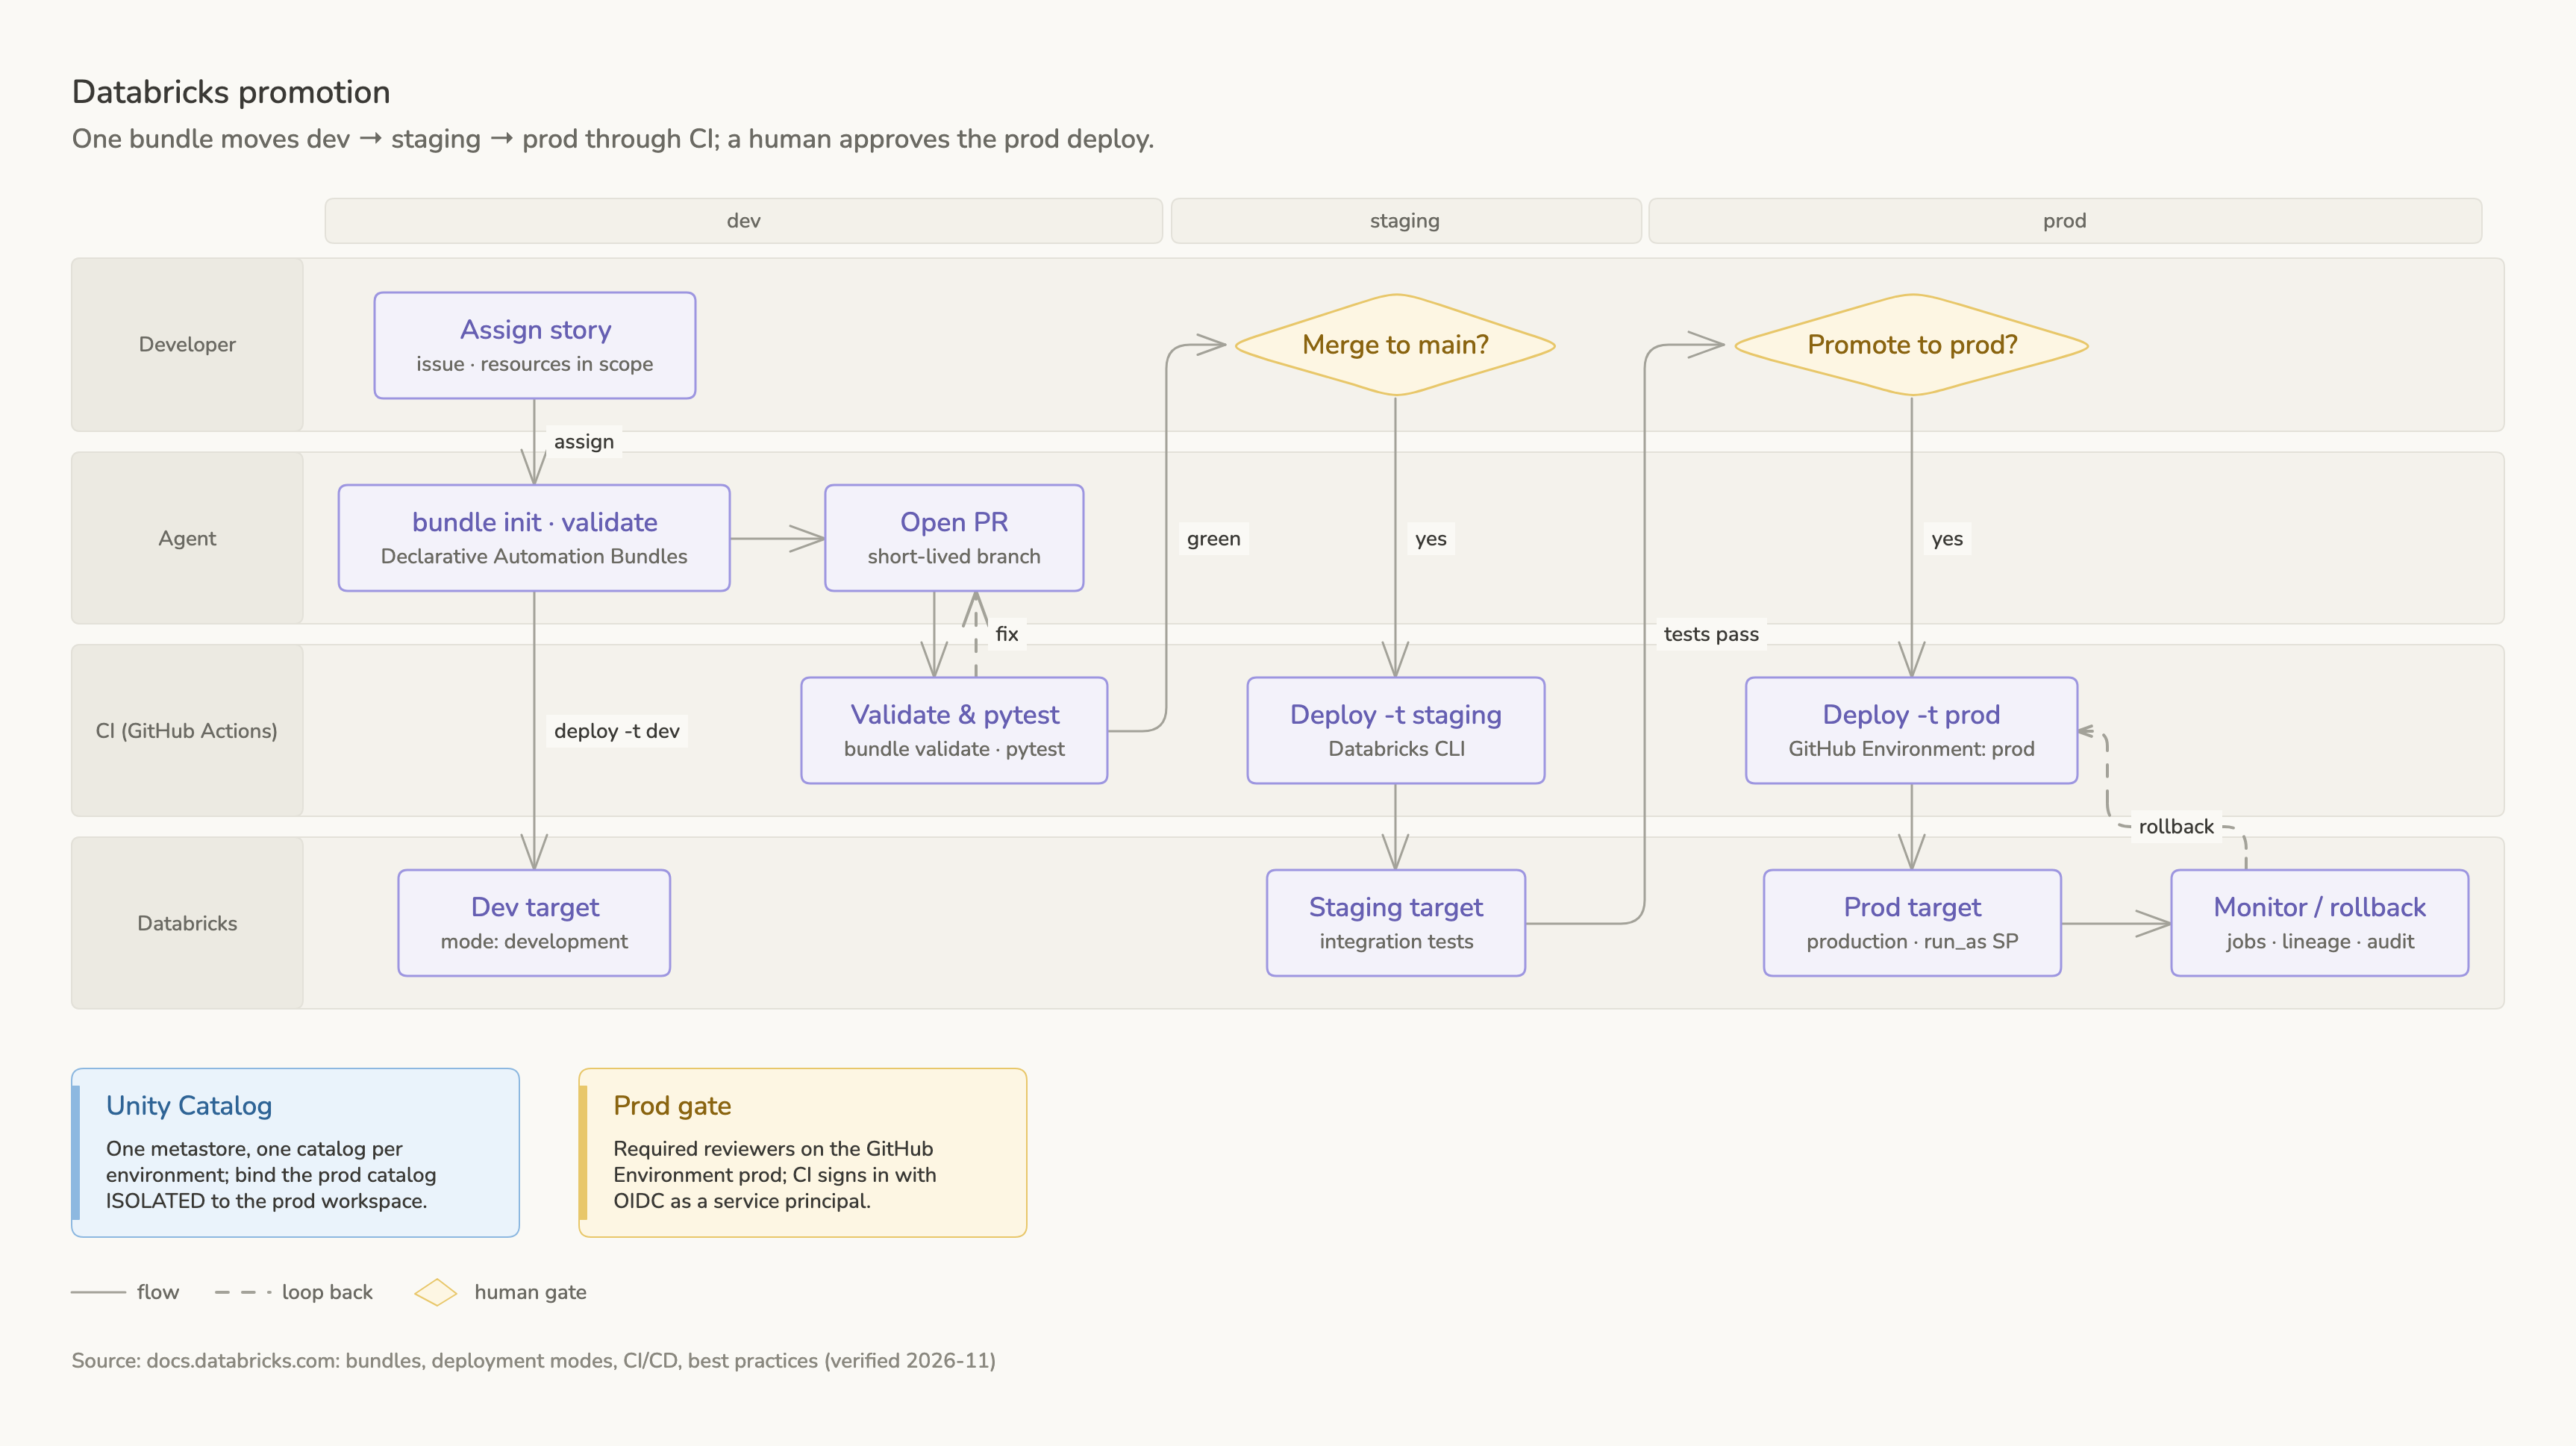 Databricks promotion
One bundle moves dev → staging → prod through CI; a human approves the prod deploy.
dev
staging
prod
Developer
Assign story
issue · resources in scope
Merge to main?
Promote to prod?
assign
Agent
bundle init · validate
Declarative Automation Bundles
Open PR
short-lived branch
green
yes
yes
fix
tests pass
CI (GitHub Actions)
deploy -t dev
Validate & pytest
bundle validate · pytest
Deploy -t staging
Databricks CLI
Deploy -t prod
GitHub Environment: prod
rollback
Databricks
Dev target
mode: development
Staging target
integration tests
Prod target
production · run_as SP
Monitor / rollback
jobs · lineage · audit
Unity Catalog
One metastore, one catalog per
environment; bind the prod catalog
ISOLATED to the prod workspace.
Prod gate
Required reviewers on the GitHub
Environment prod; CI signs in with
OIDC as a service principal.
flow
loop back
human gate
Source: docs.databricks.com: bundles, deployment modes, CI/CD, best practices (verified 2026-11)